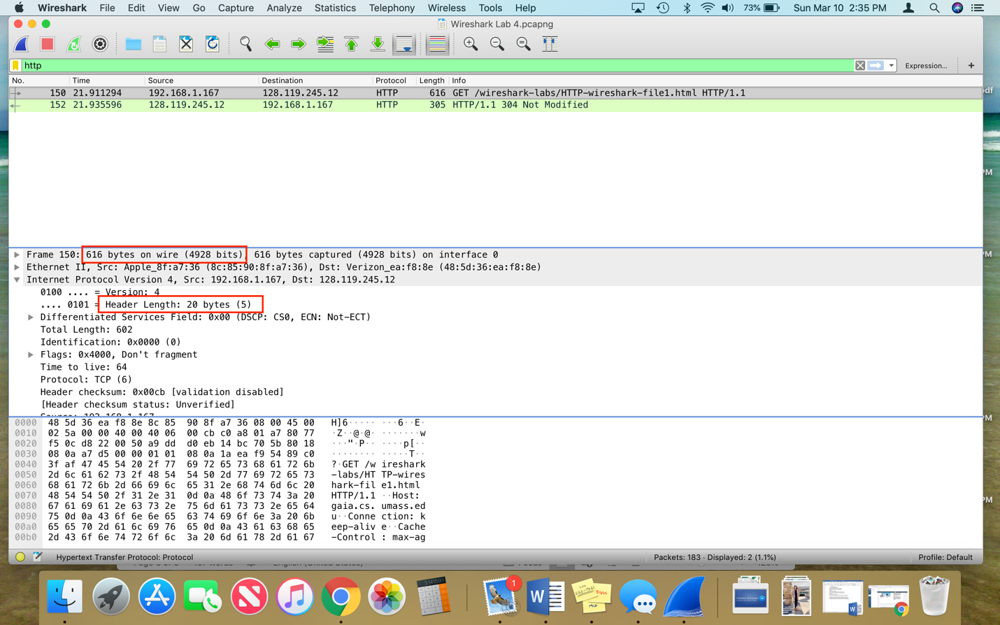 Wireshark File Edit View Go Capture Analyze Statistics Telephony Wireless Tools Help 73% Sun Mar 10 2:35 PM
Wireshark Lab 4.pcapng
http Expression... +
No. Time Source Destination Protocol Length Info
150 21.911294 192.168.1.167 128.119.245.12 HTTP 616 GET /wireshark-labs/HTTP-wireshark-file1.html HTTP/1.1
152 21.935596 128.119.245.12 192.168.1.167 HTTP 305 HTTP/1.1 304 Not Modified
Frame 150: 616 bytes on wire (4928 bits), 616 bytes captured (4928 bits) on interface 0
Ethernet II, Src: Apple_8f:a7:36 (8c:85:90:8f:a7:36), Dst: Verizon_ea:f8:8e (48:5d:36:ea:f8:8e)
Internet Protocol Version 4, Src: 192.168.1.167, Dst: 128.119.245.12
0100 .... = Version: 4
.... 0101 = Header Length: 20 bytes (5)
Differentiated Services Field: 0x00 (DSCP: CS0, ECN: Not-ECT)
Total Length: 602
Identification: 0x0000 (0)
Flags: 0x4000, Don't fragment
Time to live: 64
Protocol: TCP (6)
Header checksum: 0x00cb [validation disabled]
[Header checksum status: Unverified]
Source: 192.168.1.167
0000 48 5d 36 ea f8 8e 8c 85 90 8f a7 36 08 00 45 00 H]6····· ···6··E·
0010 02 5a 00 00 40 00 40 06 00 cb c0 a8 01 a7 80 77 ·Z··@·@· ·······w
0020 f5 0c d8 22 00 50 a9 dd d0 eb 14 bc 70 5b 80 18 ···"·P·· ····p[··
0030 08 0a a7 d5 00 00 01 01 08 0a 1a ea f9 54 89 c0 ········ ·····T··
0040 3f af 47 45 54 20 2f 77 69 72 65 73 68 61 72 6b ?·GET /w ireshark
0050 2d 6c 61 62 73 2f 48 54 54 50 2d 77 69 72 65 73 -labs/HT TP-wires
0060 68 61 72 6b 2d 66 69 6c 65 31 2e 68 74 6d 6c 20 hark-fil e1.html
0070 48 54 54 50 2f 31 2e 31 0d 0a 48 6f 73 74 3a 20 HTTP/1.1 ··Host:
0080 67 61 69 61 2e 63 73 2e 75 6d 61 73 73 2e 65 64 gaia.cs. umass.ed
0090 75 0d 0a 43 6f 6e 6e 65 63 74 69 6f 6e 3a 20 6b u··Conne ction: k
00a0 65 65 70 2d 61 6c 69 76 65 0d 0a 43 61 63 68 65 eep-aliv e··Cache
00b0 2d 43 6f 6e 74 72 6f 6c 3a 20 6d 61 78 2d 61 67 -Control : max-ag
Hypertext Transfer Protocol: Protocol Packets: 183 · Displayed: 2 (1.1%) Profile: Default